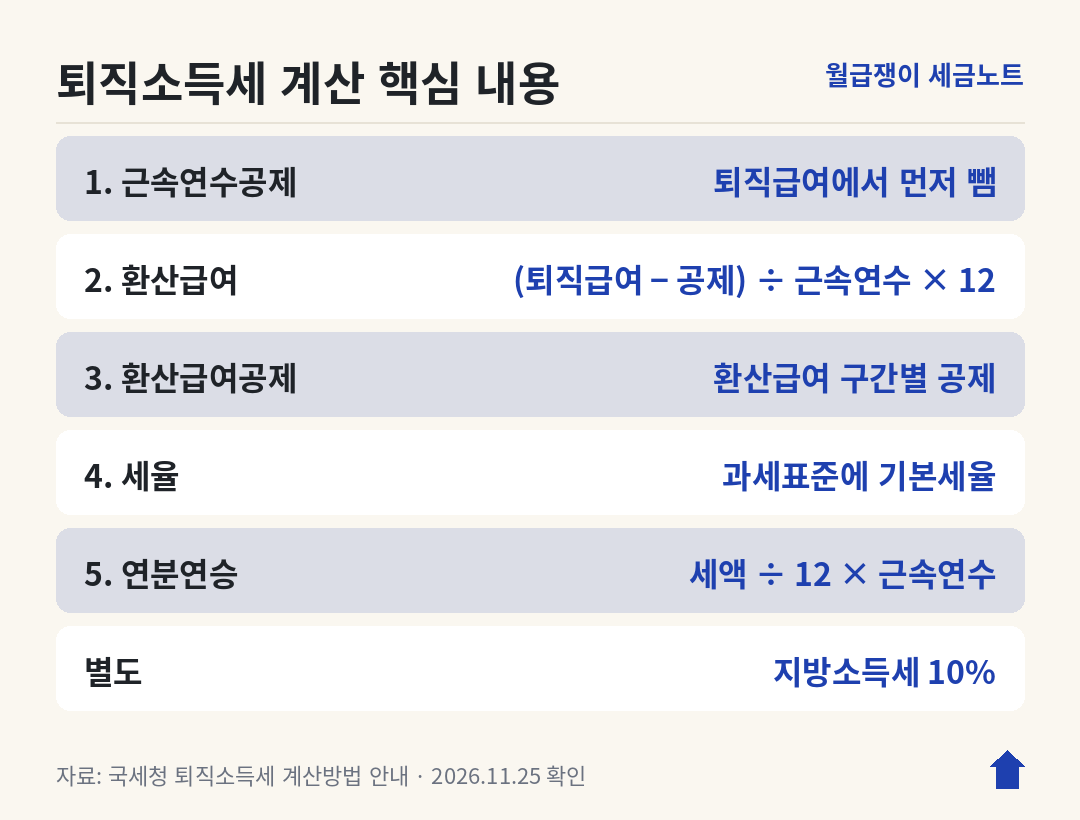 퇴직소득세 계산 핵심 내용
월급쟁이 세금노트
1. 근속연수공제 퇴직급여에서 먼저 뺌
2. 환산급여 (퇴직급여 − 공제) ÷ 근속연수 × 12
3. 환산급여공제 환산급여 구간별 공제
4. 세율 과세표준에 기본세율
5. 연분연승 세액 ÷ 12 × 근속연수
별도 지방소득세 10%
자료: 국세청 퇴직소득세 계산방법 안내 · 2026.11.25 확인